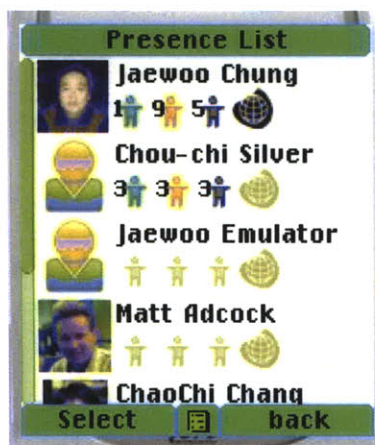 Presence List
Jaewoo Chung
1 9 5
Chou-chi Silver
3 3 3
Jaewoo Emulator
Matt Adcock
ChaoChi Chang
Select back